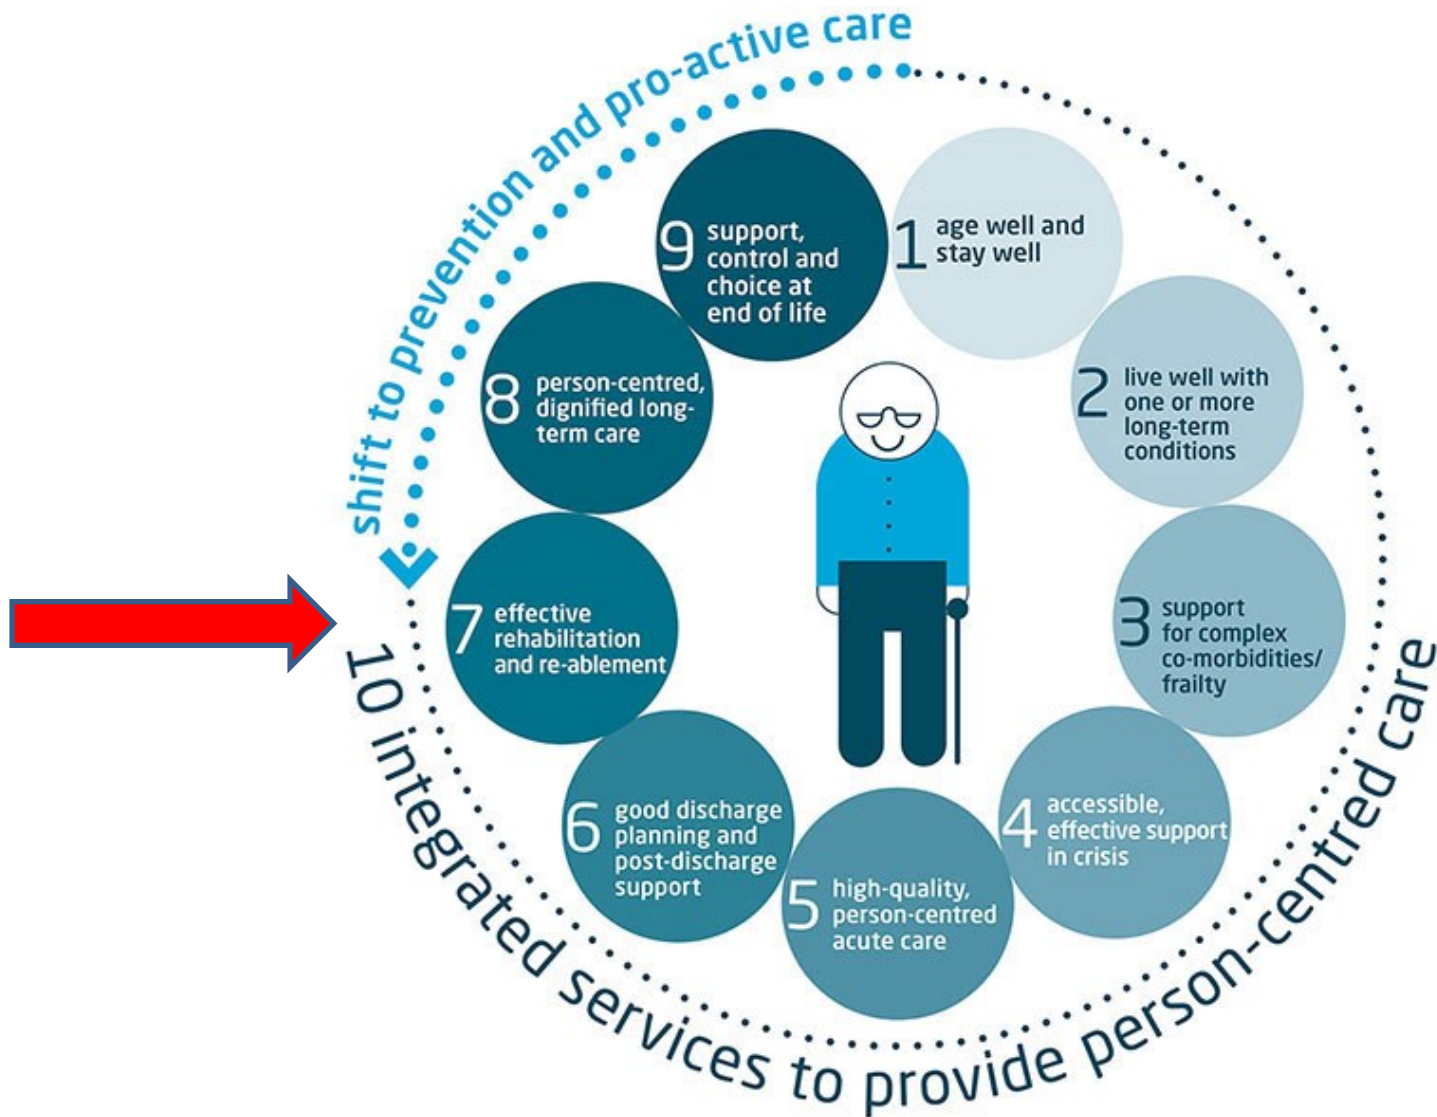 shift to prevention and pro-active care
1 age well and
stay well
2 live well with
one or more
long-term
conditions
3 support
for complex
co-morbidities/
frailty
4 accessible,
effective support
in crisis
5 high-quality,
person-centred
acute care
6 good discharge
planning and
post-discharge
support
7 effective
rehabilitation
and re-ablement
8 person-centred,
dignified long-
term care
9 support,
control and
choice at
end of life
10 integrated services to provide person-centred care